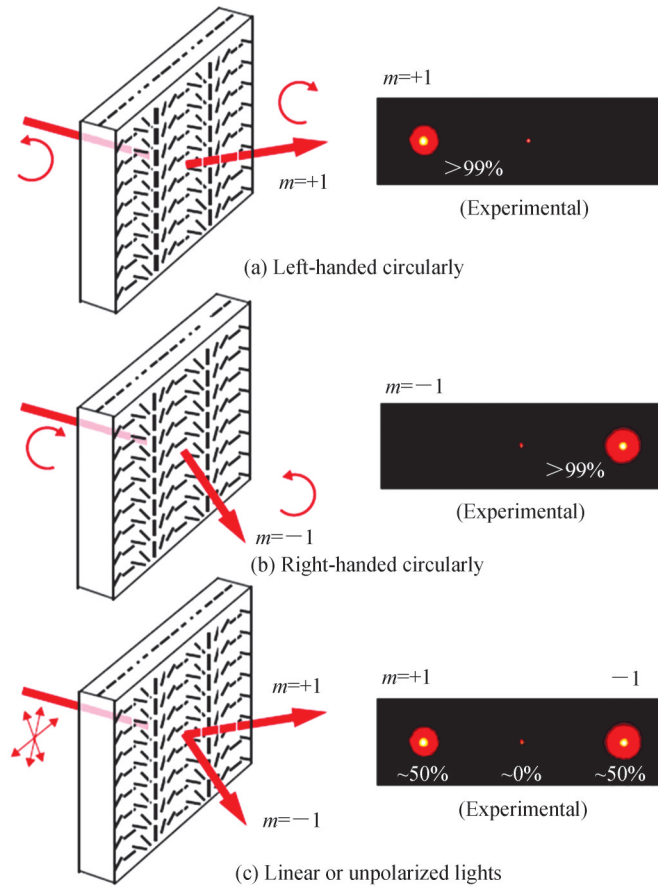 m=+1
>99%
m=+1
(Experimental)
(a) Left-handed circularly
m=−1
>99%
(Experimental)
m=−1
(b) Right-handed circularly
m=+1
m=+1 −1
~50% ~0% ~50%
m=−1
(Experimental)
(c) Linear or unpolarized lights